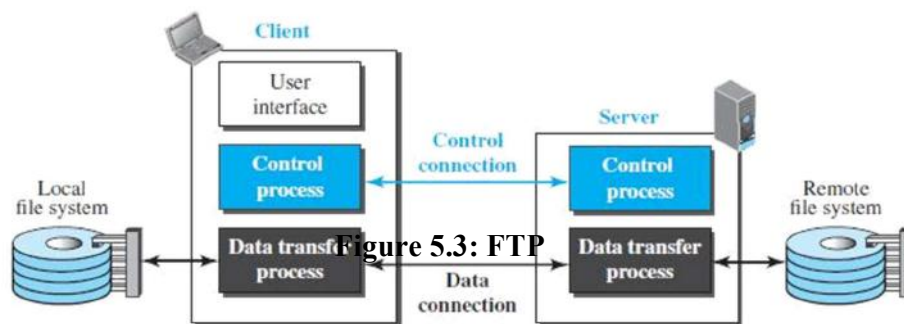 Client
User
interface
Control
connection
Server
Control
process
Control
process
Local
file system
Remote
file system
Data transfer
process
Figure 5.3: FTP
Data transfer
process
Data
connection